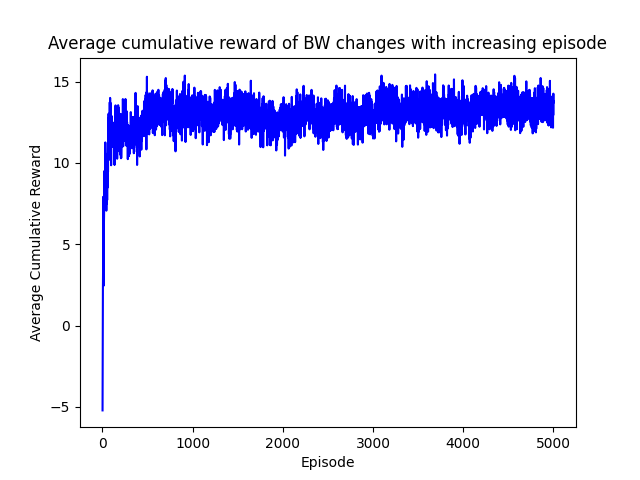 Average cumulative reward of BW changes with increasing episode
15
10
5
0
−5
Average Cumulative Reward
0 1000 2000 3000 4000 5000
Episode